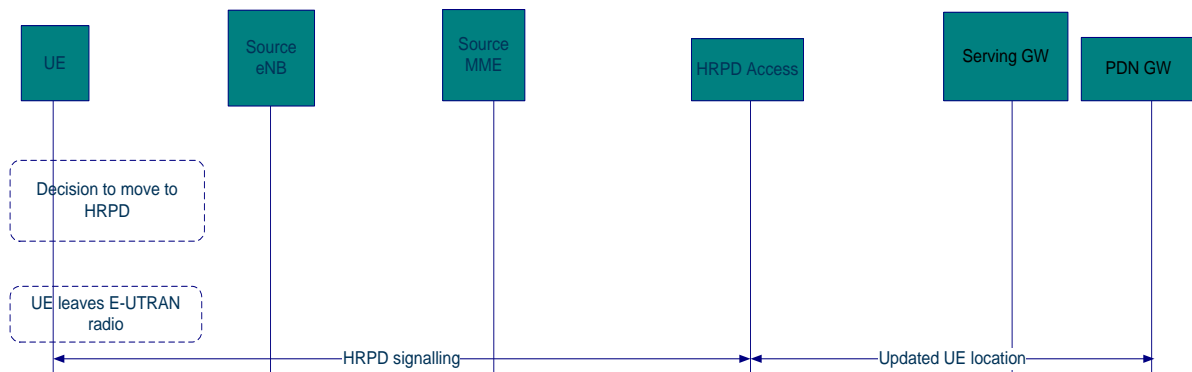 UE
Source
eNB
Source
MME
HRPD Access
Serving GW
PDN GW
Decision to move to
HRPD
UE leaves E-UTRAN
radio
HRPD signalling
Updated UE location